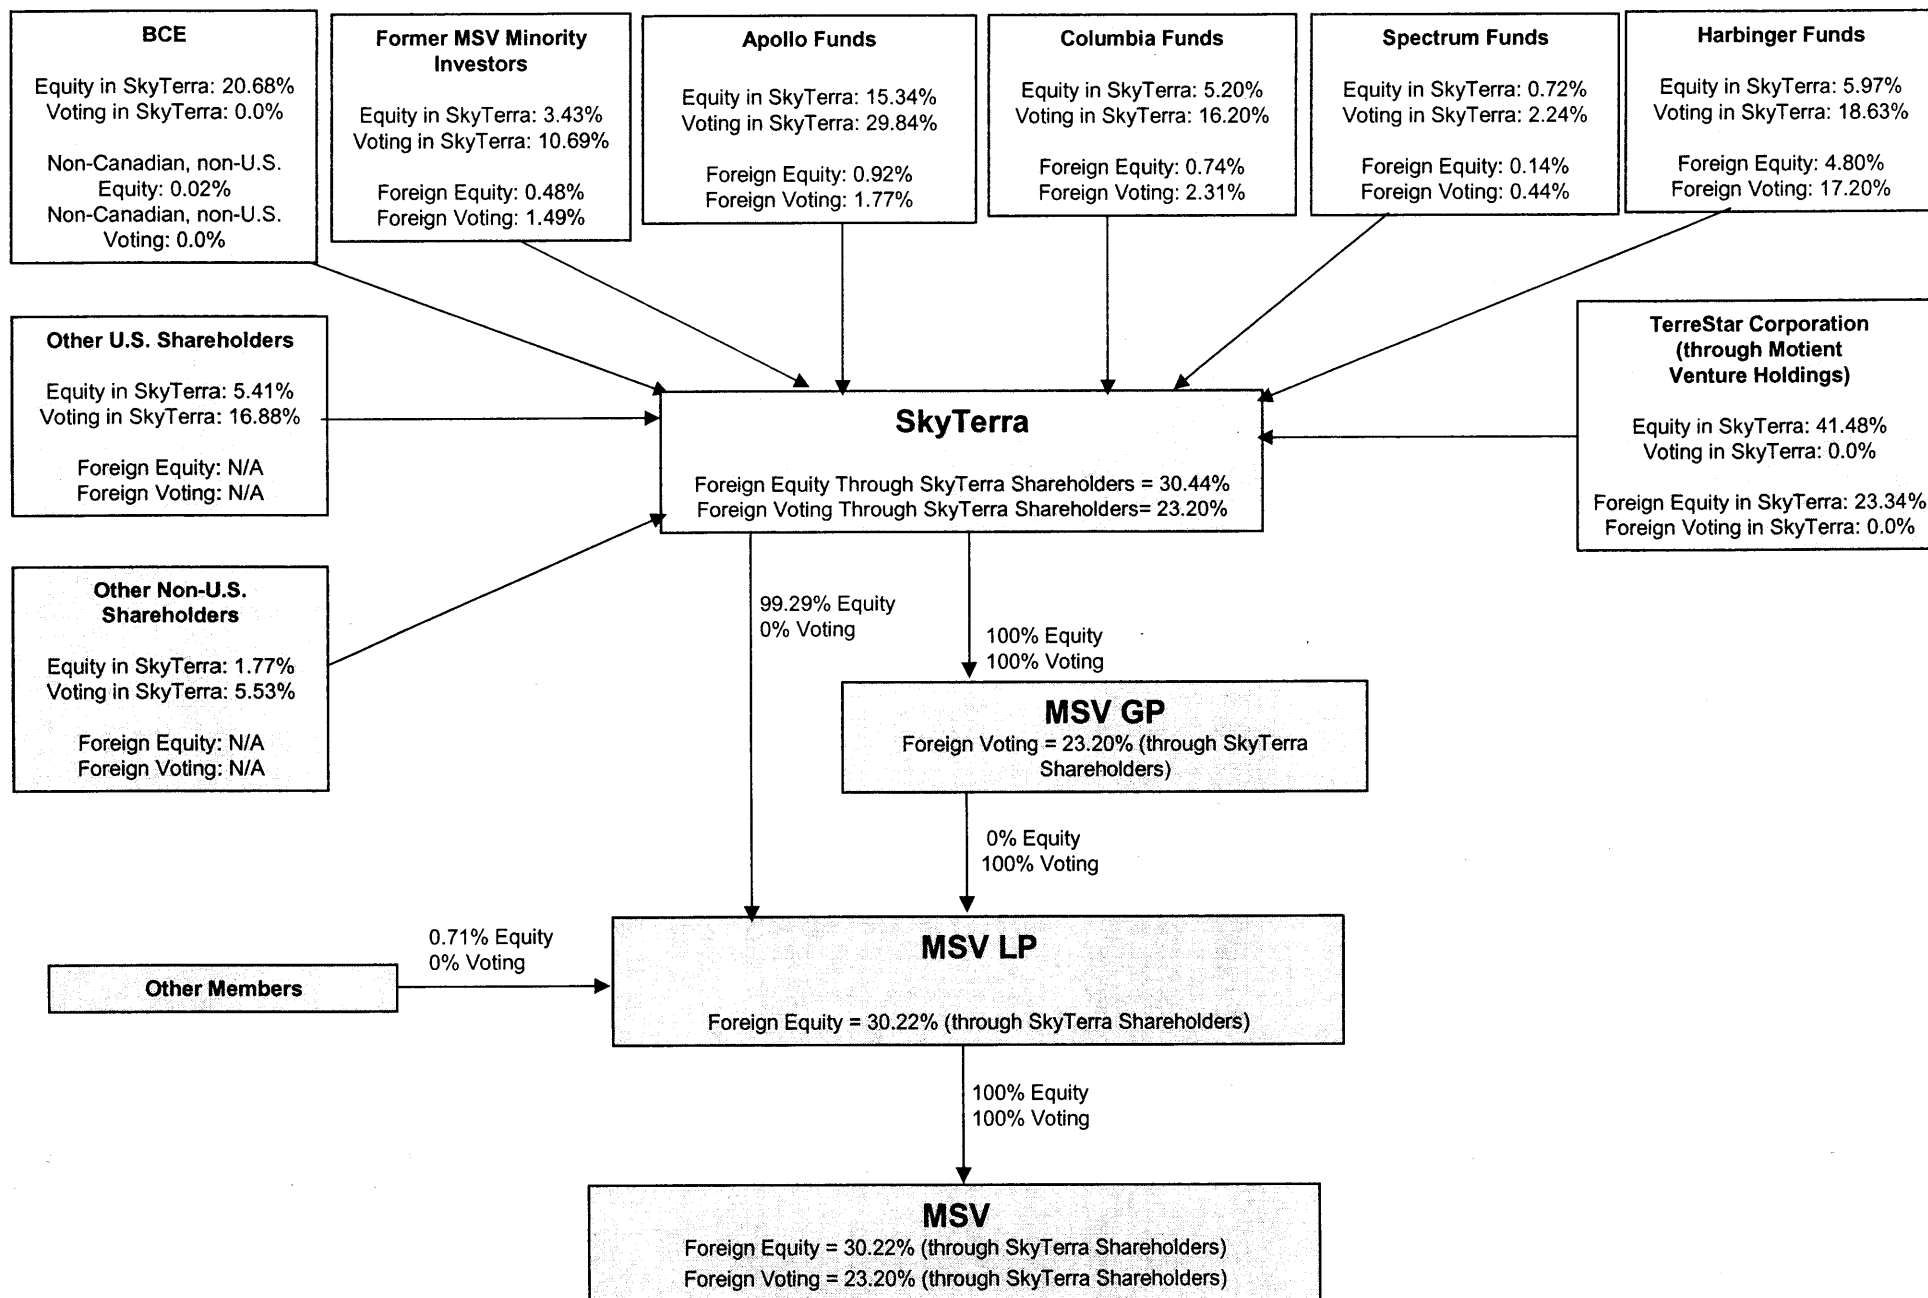 BCE
Equity in SkyTerra: 20.68%
Voting in SkyTerra: 0.0%
Non-Canadian, non-U.S.
Equity: 0.02%
Non-Canadian, non-U.S.
Voting: 0.0%
Former MSV Minority
Investors
Equity in SkyTerra: 3.43%
Voting in SkyTerra: 10.69%
Foreign Equity: 0.48%
Foreign Voting: 1.49%
Apollo Funds
Equity in SkyTerra: 15.34%
Voting in SkyTerra: 29.84%
Foreign Equity: 0.92%
Foreign Voting: 1.77%
Columbia Funds
Equity in SkyTerra: 5.20%
Voting in SkyTerra: 16.20%
Foreign Equity: 0.74%
Foreign Voting: 2.31%
Spectrum Funds
Equity in SkyTerra: 0.72%
Voting in SkyTerra: 2.24%
Foreign Equity: 0.14%
Foreign Voting: 0.44%
Harbinger Funds
Equity in SkyTerra: 5.97%
Voting in SkyTerra: 18.63%
Foreign Equity: 4.80%
Foreign Voting: 17.20%
Other U.S. Shareholders
Equity in SkyTerra: 5.41%
Voting in SkyTerra: 16.88%
Foreign Equity: N/A
Foreign Voting: N/A
SkyTerra
Foreign Equity Through SkyTerra Shareholders = 30.44%
Foreign Voting Through SkyTerra Shareholders= 23.20%
TerreStar Corporation
(through Motient
Venture Holdings)
Equity in SkyTerra: 41.48%
Voting in SkyTerra: 0.0%
Foreign Equity in SkyTerra: 23.34%
Foreign Voting in SkyTerra: 0.0%
Other Non-U.S.
Shareholders
Equity in SkyTerra: 1.77%
Voting in SkyTerra: 5.53%
Foreign Equity: N/A
Foreign Voting: N/A
99.29% Equity
0% Voting
100% Equity
100% Voting
MSV GP
Foreign Voting = 23.20% (through SkyTerra
Shareholders)
0% Equity
100% Voting
Other Members
0.71% Equity
0% Voting
MSV LP
Foreign Equity = 30.22% (through SkyTerra Shareholders)
100% Equity
100% Voting
MSV
Foreign Equity = 30.22% (through SkyTerra Shareholders)
Foreign Voting = 23.20% (through SkyTerra Shareholders)